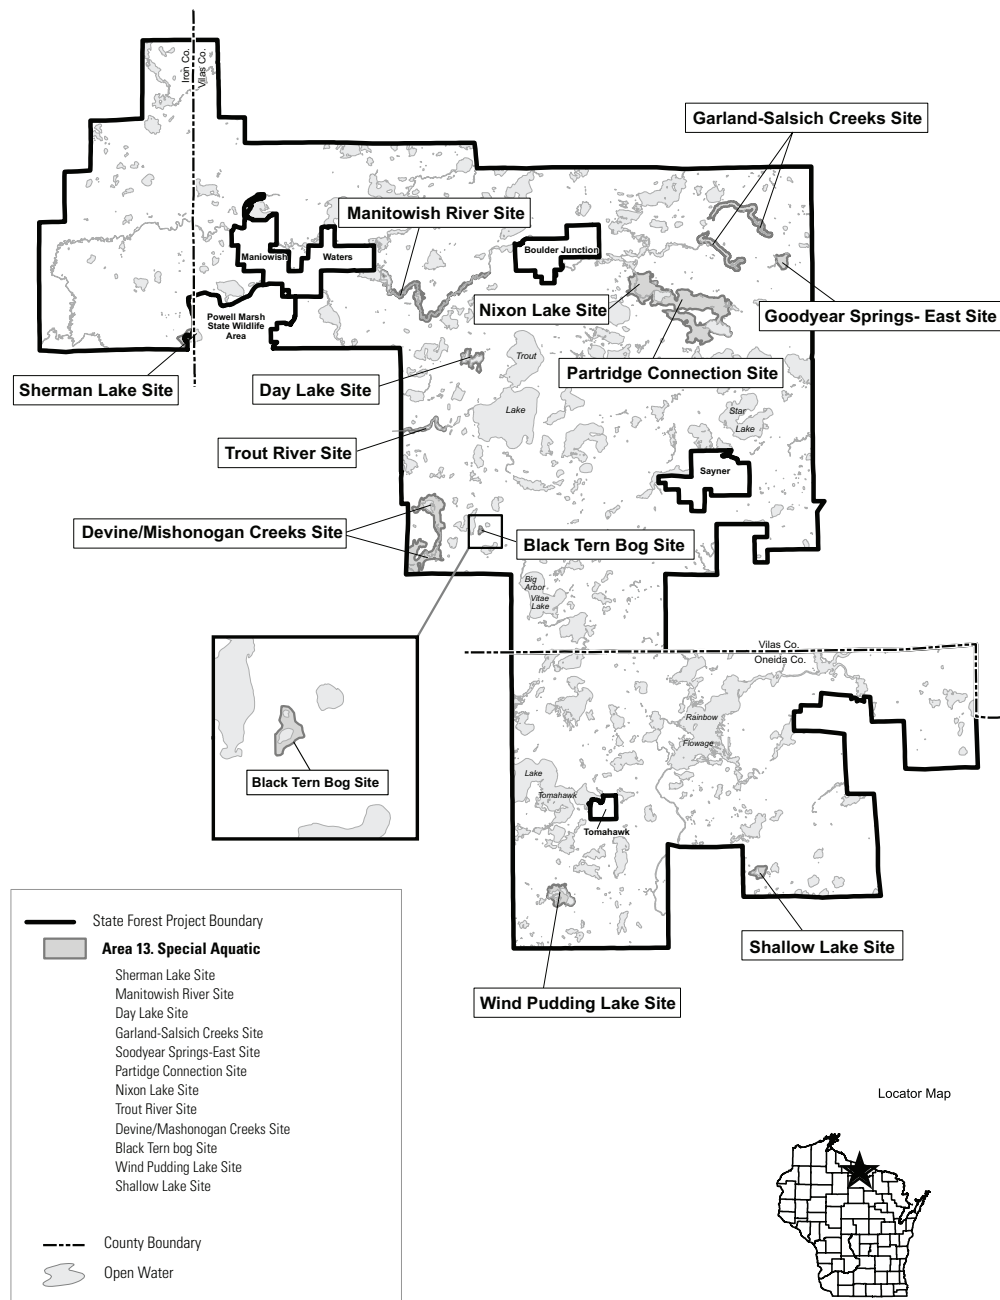 Iron Co.
Vilas Co.
Garland-Salsich Creeks Site
Manitowish River Site
Boulder Junction
Maniowish
Waters
Nixon Lake Site
Goodyear Springs- East Site
Powell Marsh
State Wildlife
Area
Trout
Lake
Partridge Connection Site
Sherman Lake Site
Day Lake Site
Star
Lake
Trout River Site
Sayner
Devine/Mishonogan Creeks Site
Black Tern Bog Site
Big
Arbor
Vitae
Lake
Vilas Co.
Oneida Co.
Rainbow
Flowage
Black Tern Bog Site
Lake
Tomahawk
Tomahawk
Shallow Lake Site
Wind Pudding Lake Site
State Forest Project Boundary
Area 13. Special Aquatic
Sherman Lake Site
Manitowish River Site
Day Lake Site
Garland-Salsich Creeks Site
Soodyear Springs-East Site
Partidge Connection Site
Nixon Lake Site
Trout River Site
Devine/Mashonogan Creeks Site
Black Tern bog Site
Wind Pudding Lake Site
Shallow Lake Site
County Boundary
Open Water
Locator Map